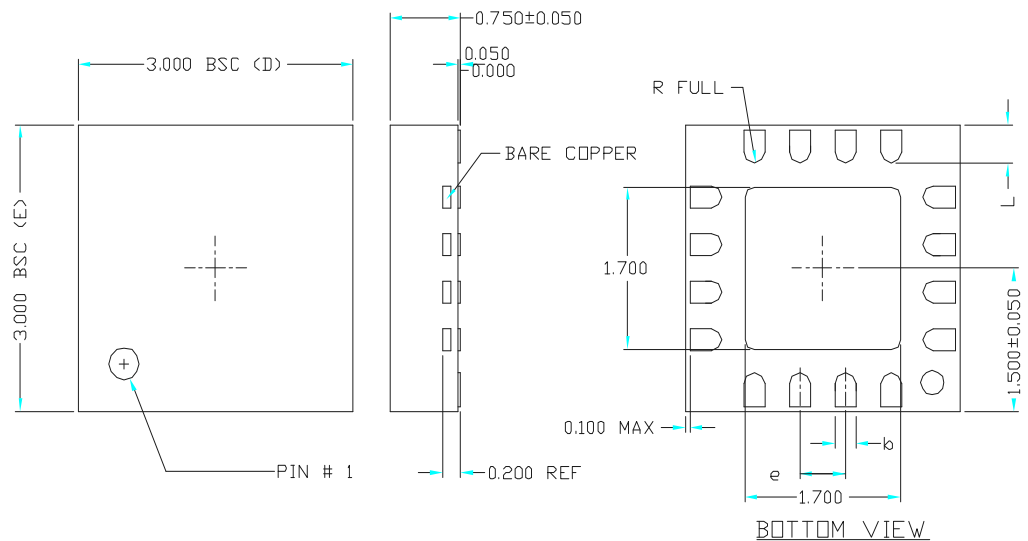 0.750±0.050
0.050
0.000
3.000 BSC (D)
R FULL
BARE COPPER
L
3.000 BSC (E)
1.700
1.500±0.050
0.100 MAX
b
PIN # 1
0.200 REF
e
1.700
BOTTOM VIEW